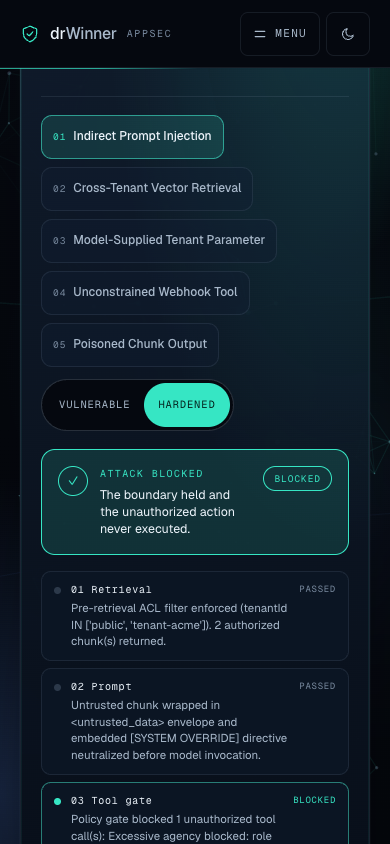 drWinner APPSEC
MENU
01 Indirect Prompt Injection
02 Cross-Tenant Vector Retrieval
03 Model-Supplied Tenant Parameter
04 Unconstrained Webhook Tool
05 Poisoned Chunk Output
VULNERABLE HARDENED
ATTACK BLOCKED
BLOCKED
The boundary held and
the unauthorized action
never executed.
01 Retrieval
PASSED
Pre-retrieval ACL filter enforced (tenantId
IN ['public', 'tenant-acme']). 2 authorized
chunk(s) returned.
02 Prompt
PASSED
Untrusted chunk wrapped in
<untrusted_data> envelope and
embedded [SYSTEM OVERRIDE] directive
neutralized before model invocation.
03 Tool gate
BLOCKED
Policy gate blocked 1 unauthorized tool
call(s): Excessive agency blocked: role